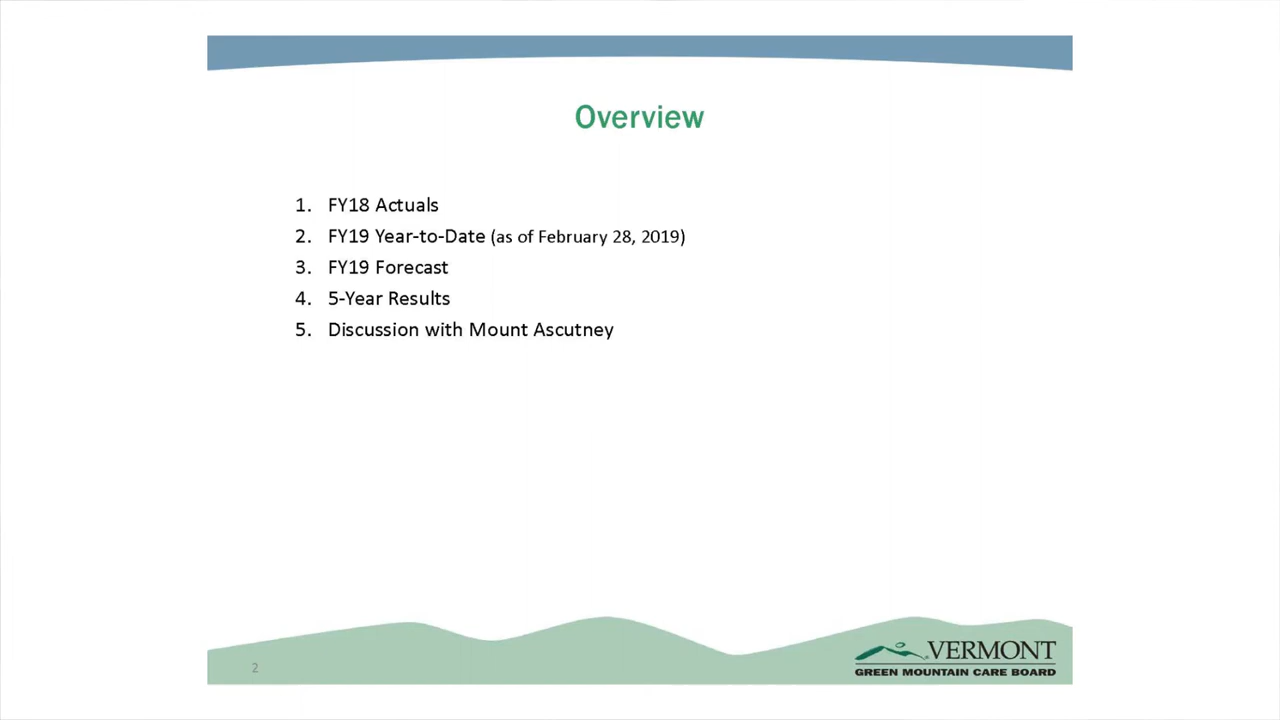 Overview
1. FY18 Actuals
2. FY19 Year-to-Date (as of February 28, 2019)
3. FY19 Forecast
4. 5-Year Results
5. Discussion with Mount Ascutney
2
VERMONT
GREEN MOUNTAIN CARE BOARD